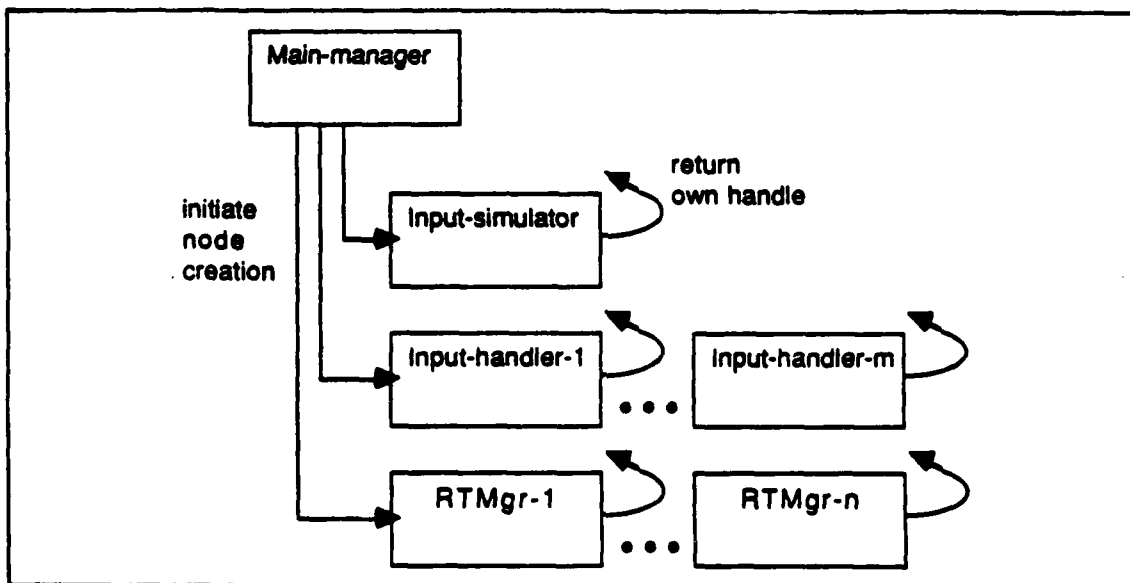 Main-manager
return
own handle
initiate
node
creation
Input-simulator
Input-handler-1
Input-handler-m
• • •
RTMgr-1
RTMgr-n
• • •